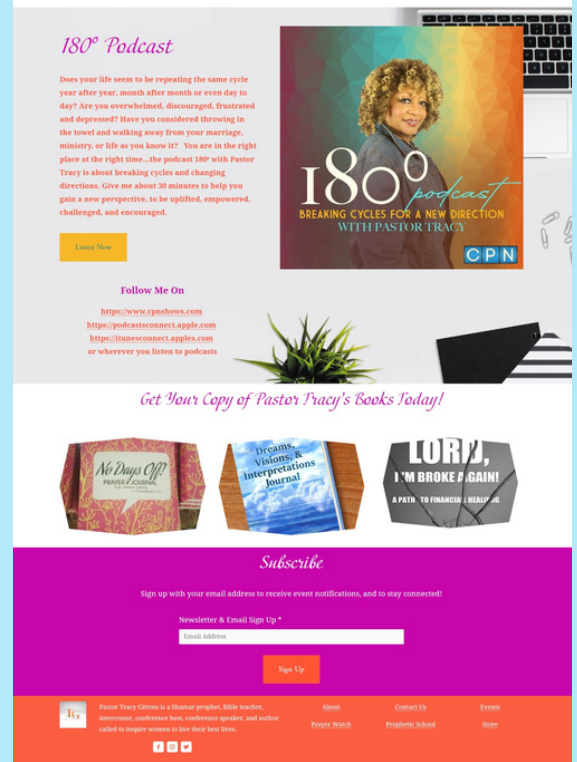 180º Podcast
Does your life seem to be repeating the same cycle
year after year, month after month or even day to
day? Are you overwhelmed, discouraged, frustrated
and depressed? Have you considered throwing in
the towel and walking away from your marriage,
ministry, or life as you know it? You are in the right
place at the right time...the podcast 180º with Pastor
Tracy is about breaking cycles and changing
directions. Give me about 30 minutes to help you
gain a new perspective, to be uplifted, empowered,
challenged, and encouraged.
Listen Now
180º podcast
BREAKING CYCLES FOR A NEW DIRECTION
WITH PASTOR TRACY
CPN
Follow Me On
https://www.cpnshows.com
https://podcastsconnect.apple.com
https://itunesconnect.apples.com
or wherever you listen to podcasts
Get Your Copy of Pastor Tracy's Books Today!
No Days Off?
PRAYER JOURNAL
Dreams,
Visions, &
Interpretations
Journal
LORD,
I'M BROKE AGAIN!
A PATH TO FINANCIAL HEALING
Subscribe
Sign up with your email address to receive event notifications, and to stay connected!
Newsletter & Email Sign Up *
Email Address
Sign Up
Pastor Tracy Gittens is a Shamar prophet, Bible teacher,
intercessor, conference host, conference speaker, and author
called to inspire women to live their best lives.
About
Contact Us
Events
Prayer Watch
Prophetic School
Store